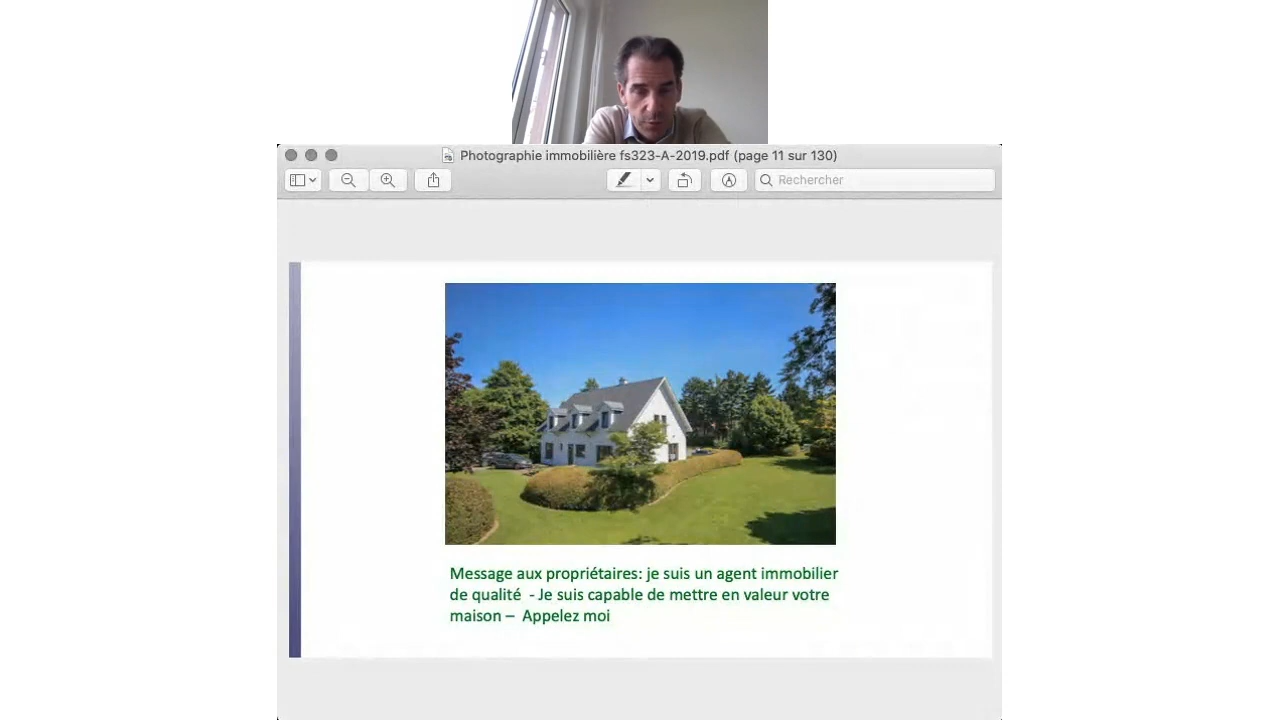 Photographie immobilière fs323-A-2019.pdf (page 11 sur 130)
Rechercher
Message aux propriétaires: je suis un agent immobilier
de qualité  - Je suis capable de mettre en valeur votre
maison –  Appelez moi